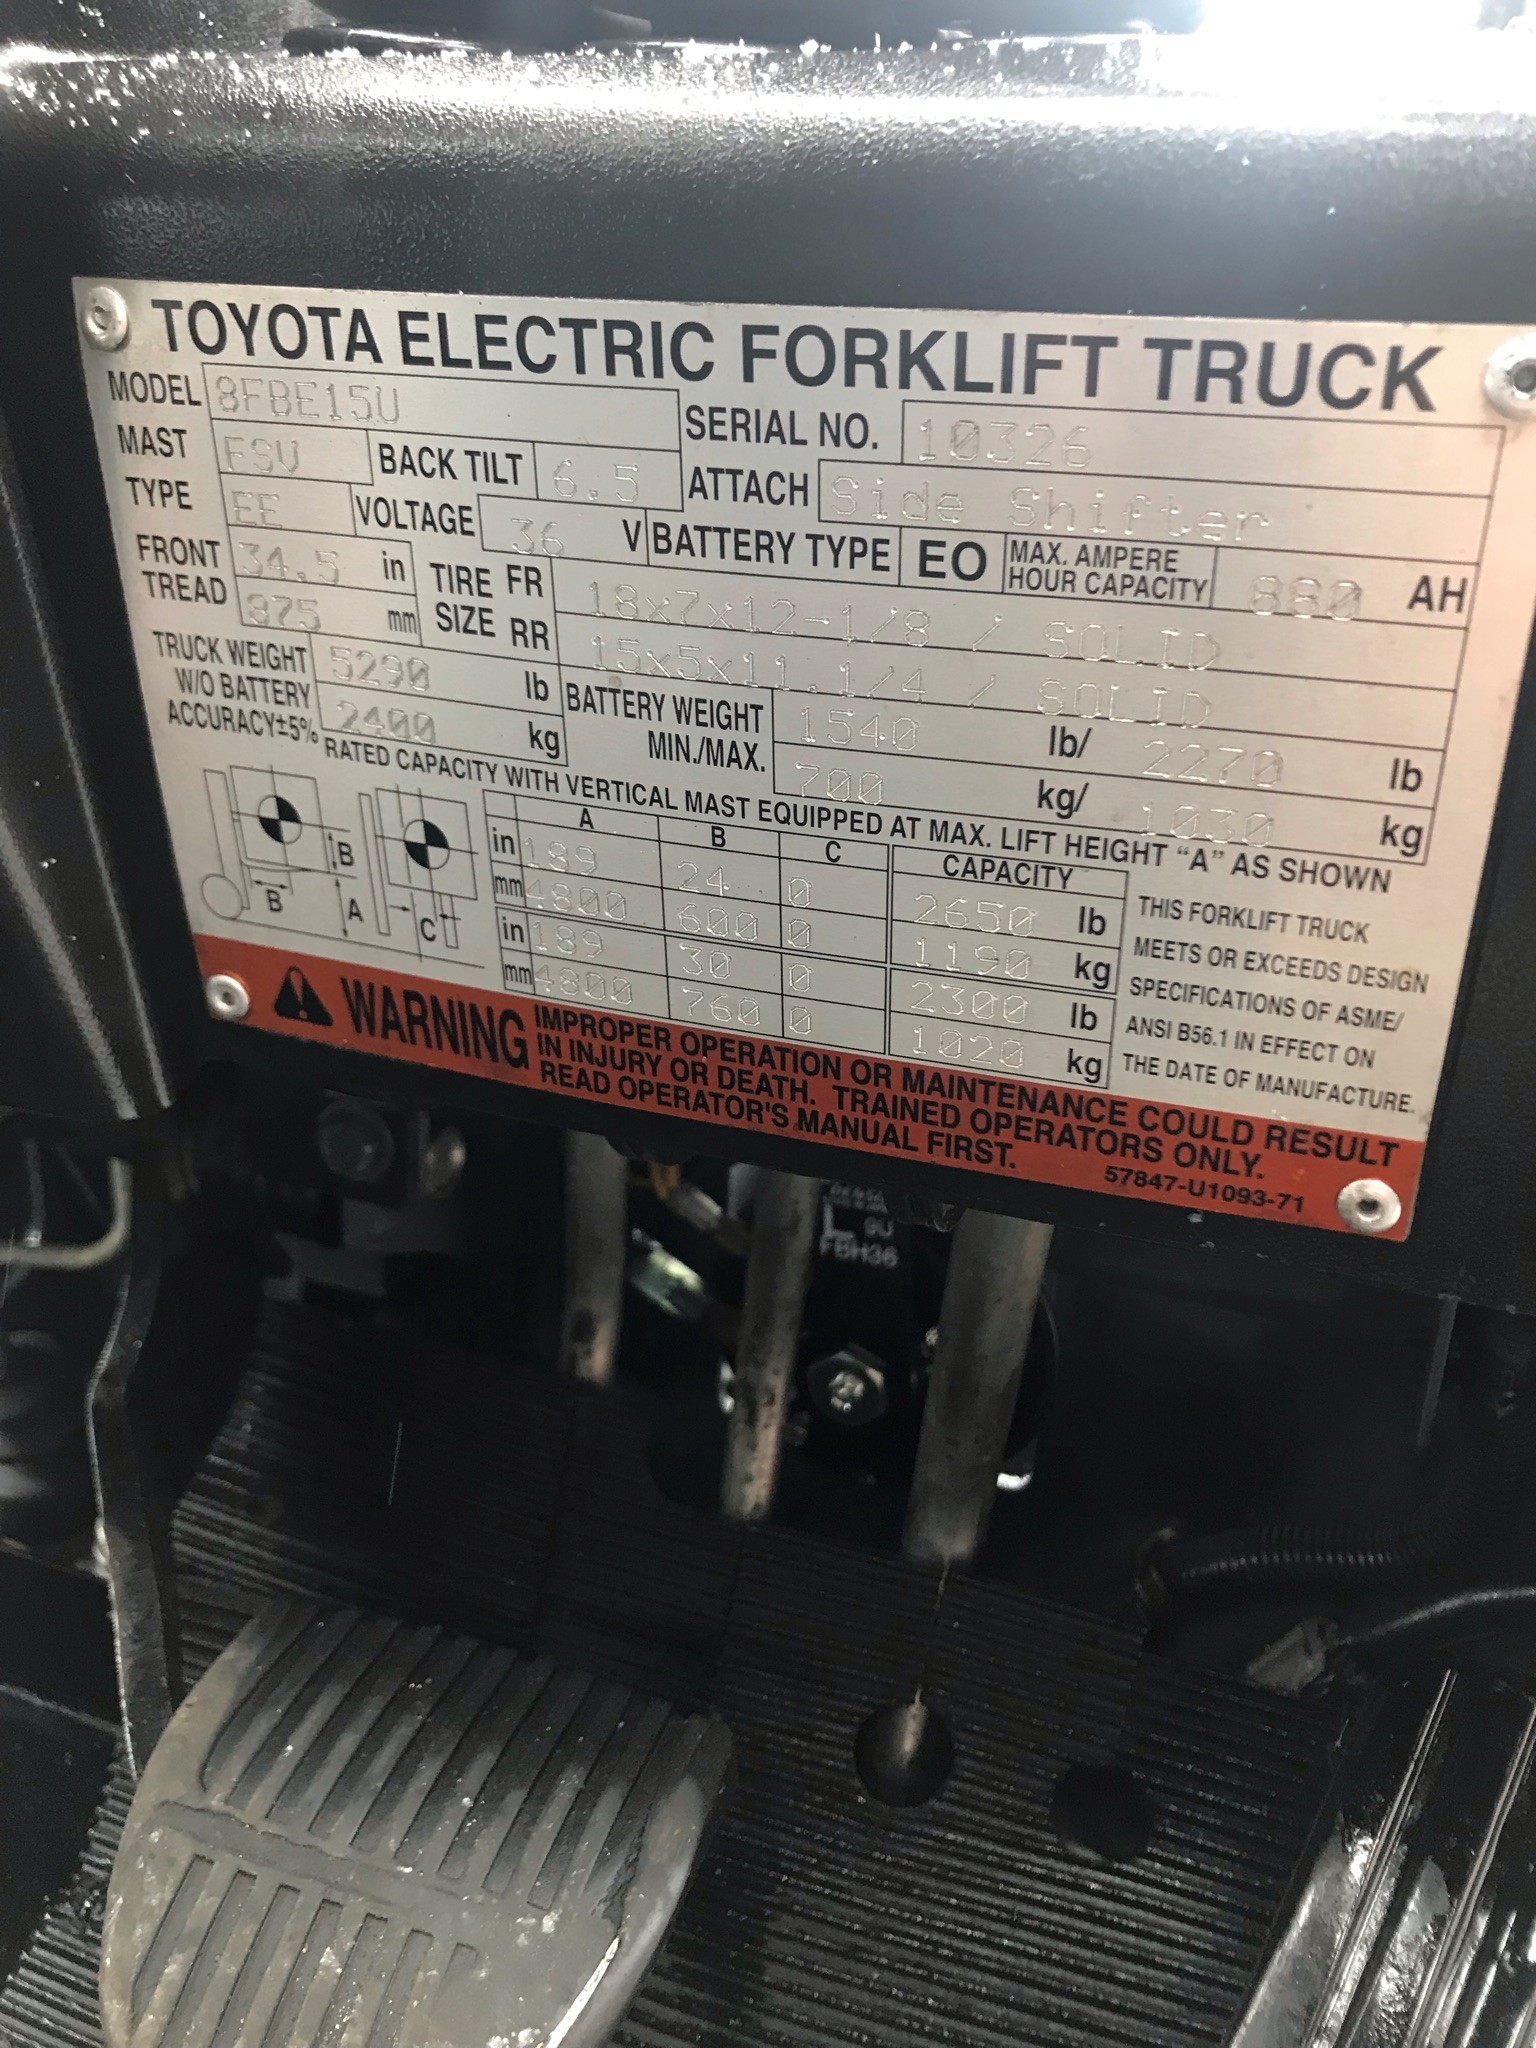 TOYOTA ELECTRIC FORKLIFT TRUCK
MODEL 8FBE15U SERIAL NO. 10326
MAST FSV BACK TILT 6.5 ATTACH Side Shifter
TYPE EE VOLTAGE 36 V BATTERY TYPE EO MAX. AMPERE HOUR CAPACITY 880 AH
FRONT TREAD 34.5 in TIRE SIZE FR 18x7x12-1/8 / SOLID
875 mm RR 15x5x11.1/4 / SOLID
TRUCK WEIGHT W/O BATTERY ACCURACY±5% 5290 lb BATTERY WEIGHT MIN./MAX. 1540 lb/ 2270 lb
2400 kg 700 kg/ 1030 kg
RATED CAPACITY WITH VERTICAL MAST EQUIPPED AT MAX. LIFT HEIGHT “A” AS SHOWN
A B C CAPACITY
in 189 24 0 2650 lb
mm 4800 600 0 1190 kg
in 189 30 0 2300 lb
mm 4800 760 0 1020 kg
B B A C
THIS FORKLIFT TRUCK
MEETS OR EXCEEDS DESIGN
SPECIFICATIONS OF ASME/
ANSI B56.1 IN EFFECT ON
THE DATE OF MANUFACTURE.
WARNING
IMPROPER OPERATION OR MAINTENANCE COULD RESULT
IN INJURY OR DEATH. TRAINED OPERATORS ONLY.
READ OPERATOR'S MANUAL FIRST.
57847-U1093-71
L 9U
FBH36